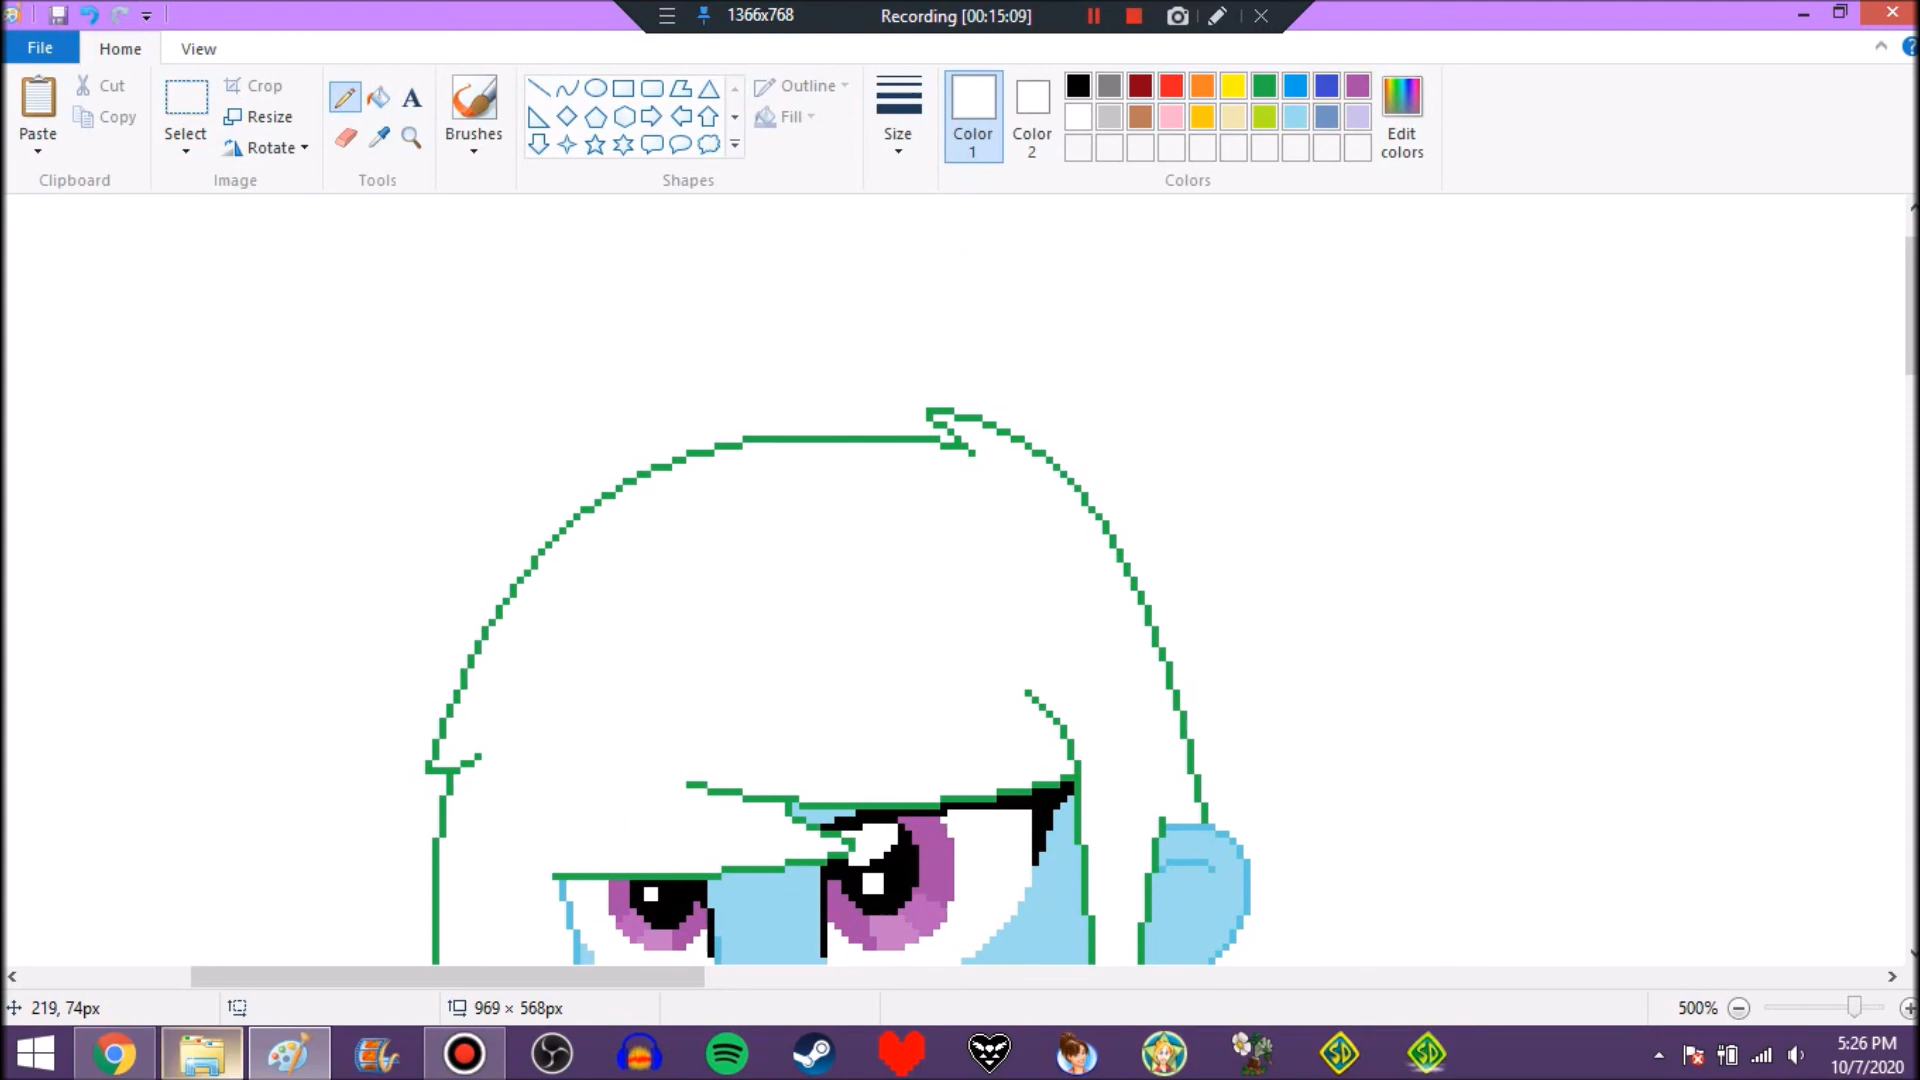 1366x768
Recording [00:15:09]
File
Home
View
Paste
Cut
Copy
Clipboard
Select
Crop
Resize
Rotate
Image
A
Tools
Brushes
Shapes
Outline
Fill
Size
Color 1
Color 2
Edit colors
Colors
219, 74px
969 × 568px
500%
SD
SD
5:26 PM
10/7/2020